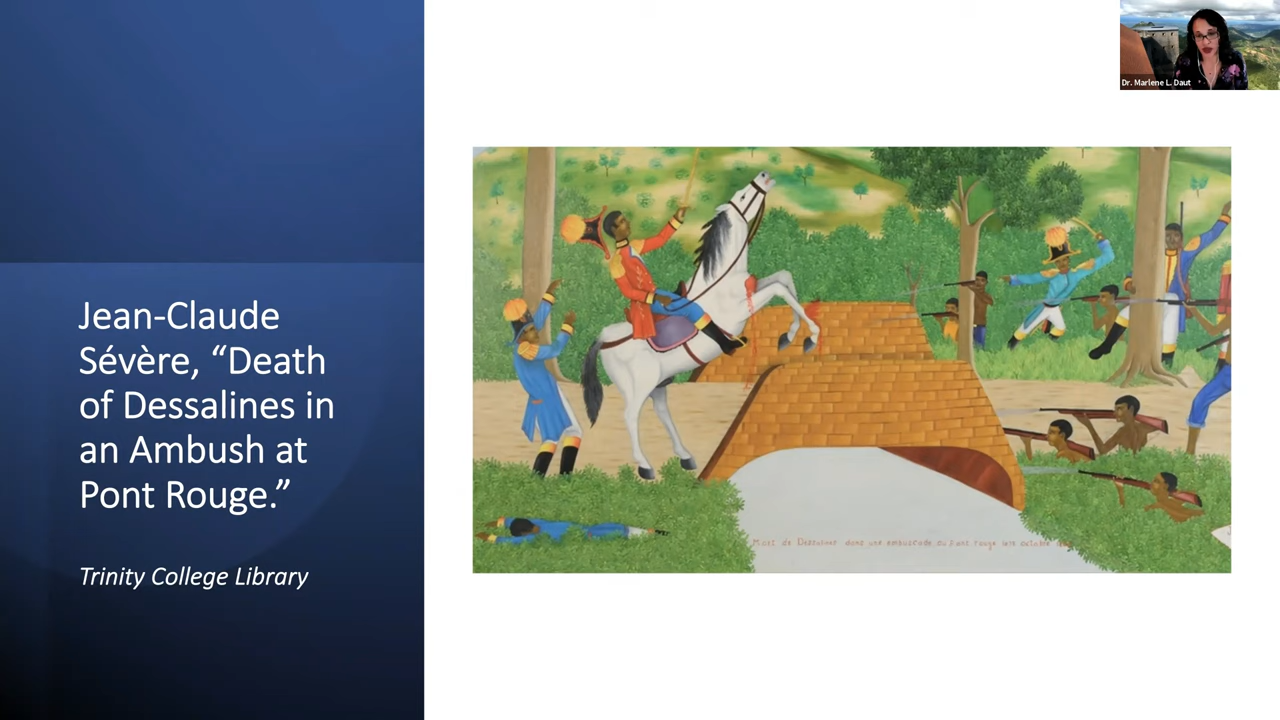 Dr. Marlene L. Daut
Jean-Claude
Sévère, “Death
of Dessalines in
an Ambush at
Pont Rouge.”
Trinity College Library
Mort de Dessalines dans une embuscade au Pont rouge